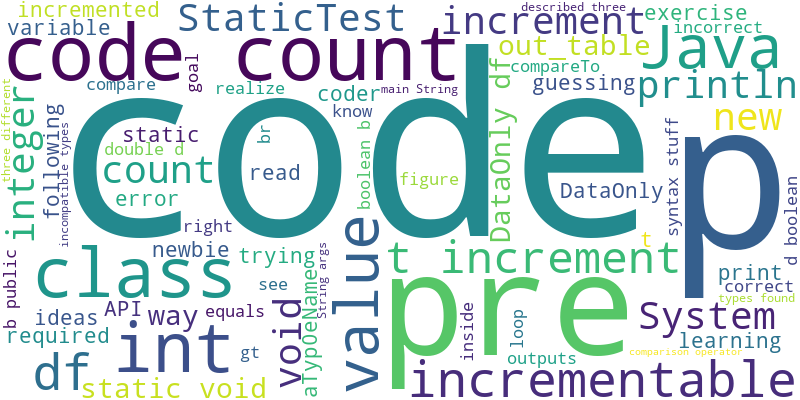 incremented
variable
StaticTest
increment
described three
exercise
incorrect
code count
goal
out_table
Java
compare
realize
coder
main String
compareTo
guessing
println
three different
integer
following
incompatible types
static
know
new
double d
br
boolean b
code p
DataOnly df
syntax stuff
count
read
figure
DataOnly
d boolean
error
right
value
t
newbie
trying
t increment
class
see
void
String args
aTypOeNames
pre
print
correct
types found
b public
ideas
API
way
equals
inside
loop
System
required
int
gt
outputs
learning
comparison operator
df
static void
incrementable